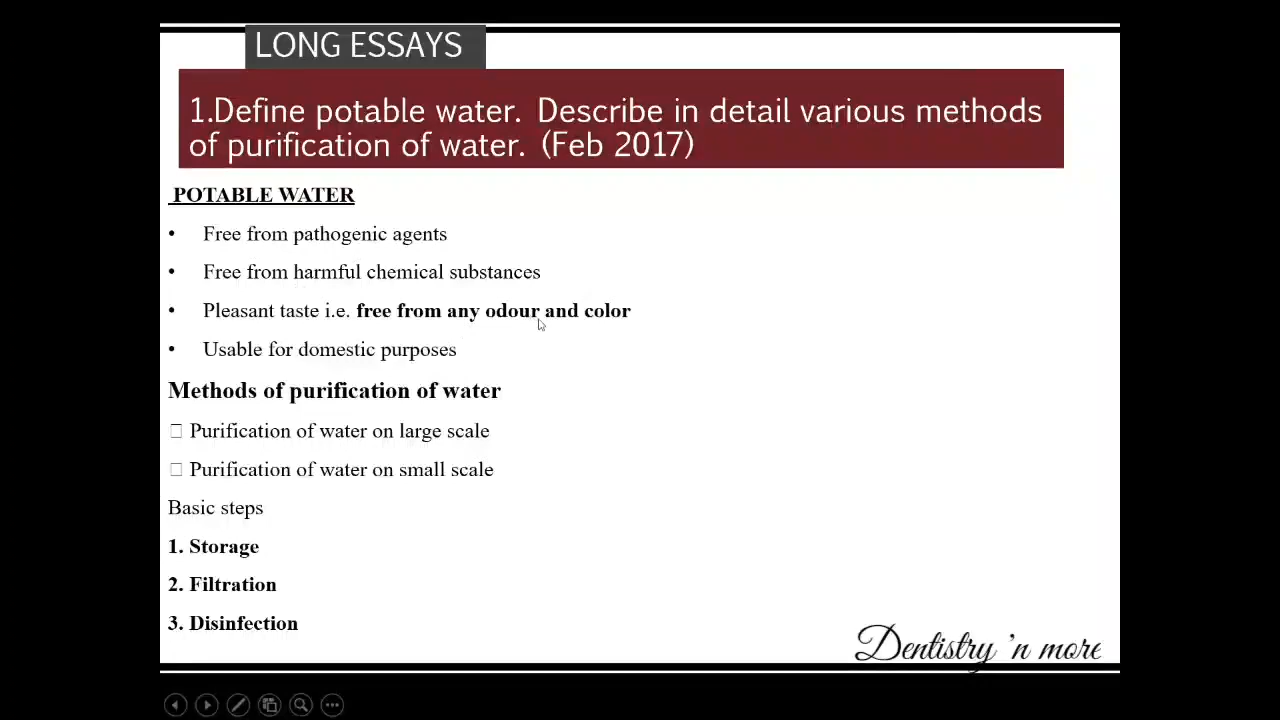 LONG ESSAYS
1.Define potable water. Describe in detail various methods
of purification of water. (Feb 2017)
POTABLE WATER
• Free from pathogenic agents
• Free from harmful chemical substances
• Pleasant taste i.e. free from any odour and color
• Usable for domestic purposes
Methods of purification of water
□ Purification of water on large scale
□ Purification of water on small scale
Basic steps
1. Storage
2. Filtration
3. Disinfection
Dentistry 'n more